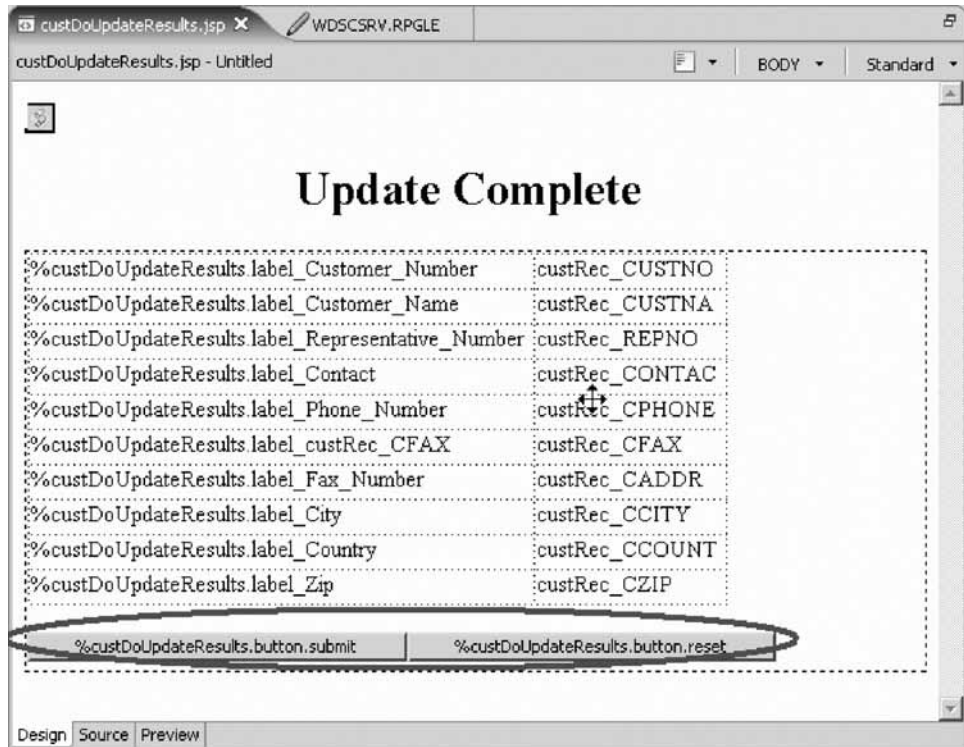 custDoUpdateResults.jsp WDSCSRV.RPGLE
custDoUpdateResults.jsp - Untitled BODY Standard
Update Complete
%custDoUpdateResults.label_Customer_Number custRec_CUSTNO
%custDoUpdateResults.label_Customer_Name custRec_CUSTNA
%custDoUpdateResults.label_Representative_Number custRec_REPNO
%custDoUpdateResults.label_Contact custRec_CONTAC
%custDoUpdateResults.label_Phone_Number custRec_CPHONE
%custDoUpdateResults.label_custRec_CFAX custRec_CFAX
%custDoUpdateResults.label_Fax_Number custRec_CADDR
%custDoUpdateResults.label_City custRec_CCITY
%custDoUpdateResults.label_Country custRec_CCOUNT
%custDoUpdateResults.label_Zip custRec_CZIP
%custDoUpdateResults.button.submit %custDoUpdateResults.button.reset
Design Source Preview